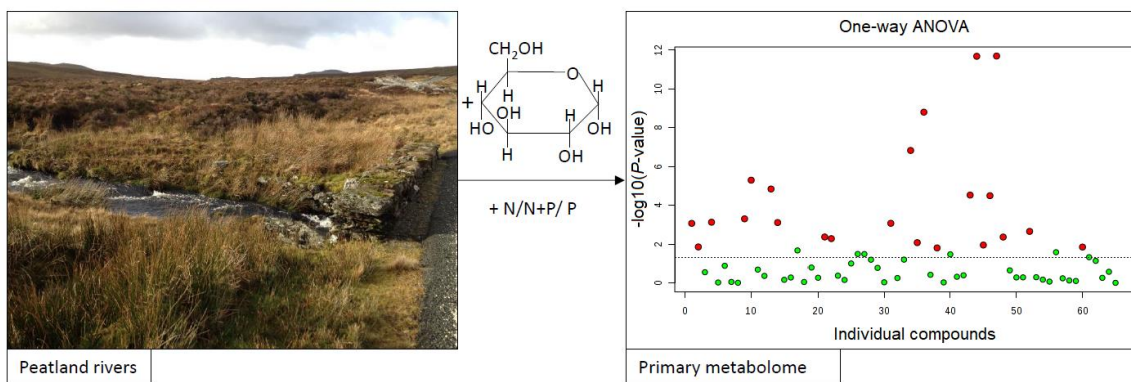 Peatland rivers
CH2OH
O
H
H
H
+
H
OH
H
HO
OH
H
OH
+ N/N+P/ P
One-way ANOVA
-log10(P-value)
12
10
8
6
4
2
0
0
10
20
30
40
50
60
Individual compounds
Primary metabolome